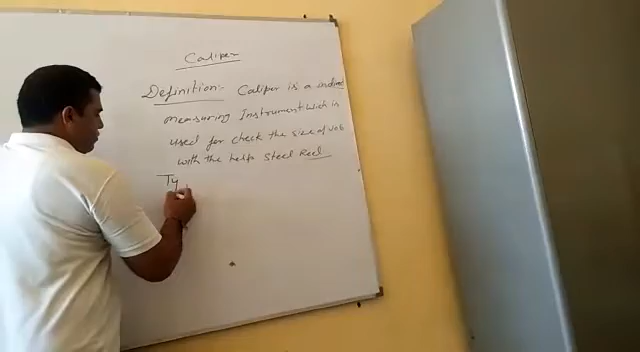 Caliper
Definition:- Caliper is a indirect
measuring Instrument wich is
used for check the size of Job
with the help Steel Reel
Ty